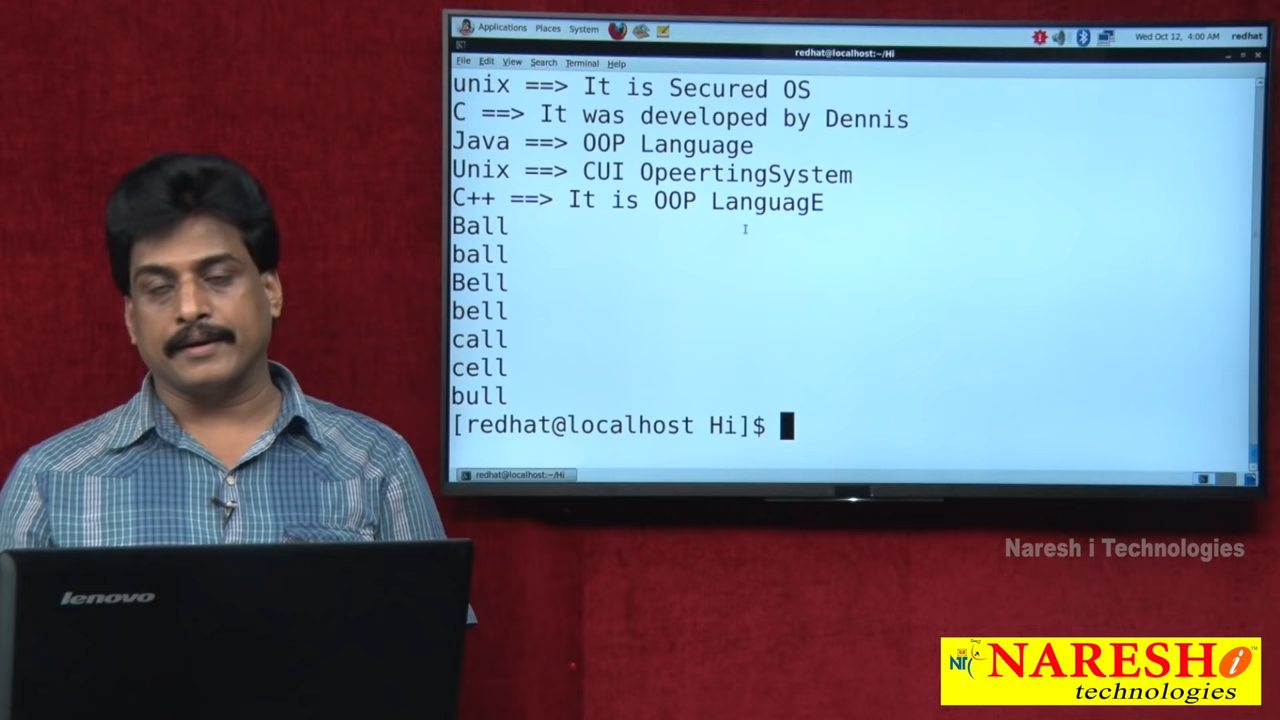 Applications Places System
Wed Oct 12, 4:00 AM redhat
redhat@localhost:~/Hi
File Edit View Search Terminal Help
unix ==> It is Secured OS
C ==> It was developed by Dennis
Java ==> OOP Language
Unix ==> CUI OpeertingSystem
C++ ==> It is OOP LanguagE
Ball
ball
Bell
bell
call
cell
bull
[redhat@localhost Hi]$
redhat@localhost:~/Hi
lenovo
Naresh i Technologies
NARESH i
technologies